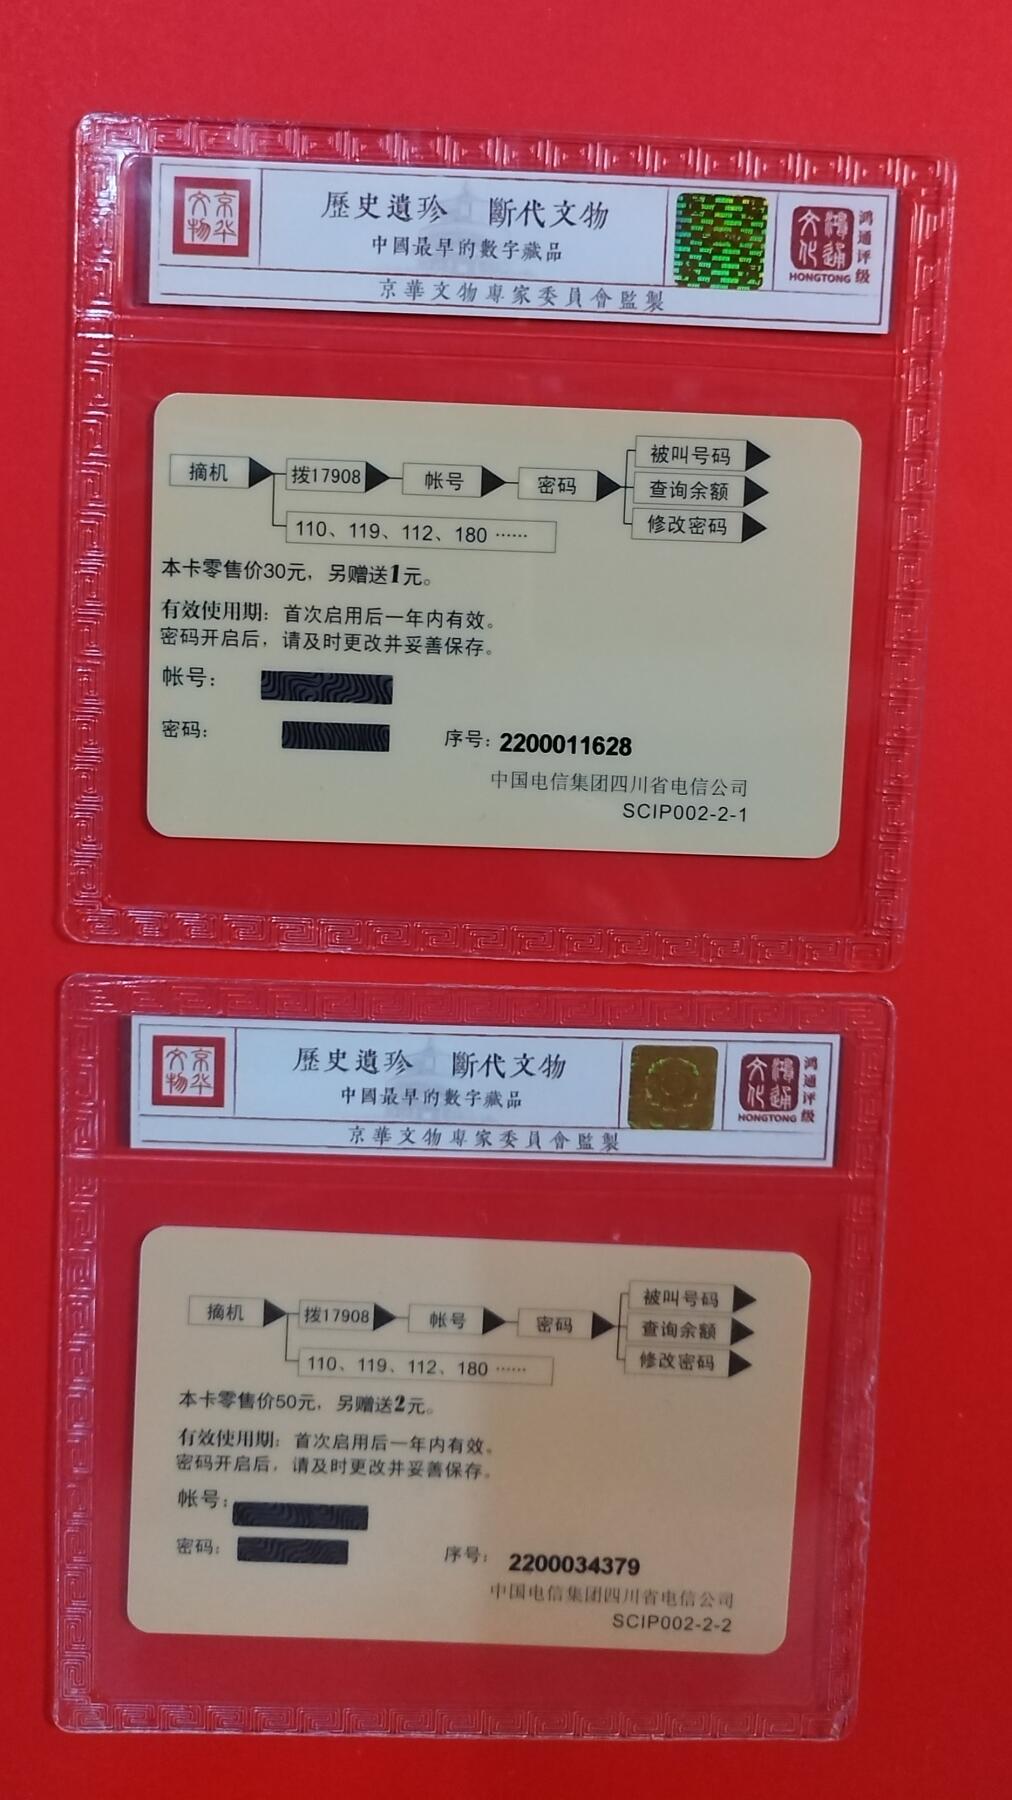 京华文物
歷史遺珍 斷代文物
中國最早的數字藏品
京華文物專家委員會監製
鴻通文化
HONGTONG
鸿通评级
摘机
拨17908
帐号
密码
被叫号码
查询余额
修改密码
110、119、112、180 ……
本卡零售价30元，另赠送1元。
有效使用期：首次启用后一年内有效。
密码开启后，请及时更改并妥善保存。
帐号：
密码：
序号：2200011628
中国电信集团四川省电信公司
SCIP002-2-1
京华文物
歷史遺珍 斷代文物
中國最早的數字藏品
京華文物專家委員會監製
鴻通文化
HONGTONG
鸿通评级
摘机
拨17908
帐号
密码
被叫号码
查询余额
修改密码
110、119、112、180 ……
本卡零售价50元，另赠送2元。
有效使用期：首次启用后一年内有效。
密码开启后，请及时更改并妥善保存。
帐号：
密码：
序号：2200034379
中国电信集团四川省电信公司
SCIP002-2-2